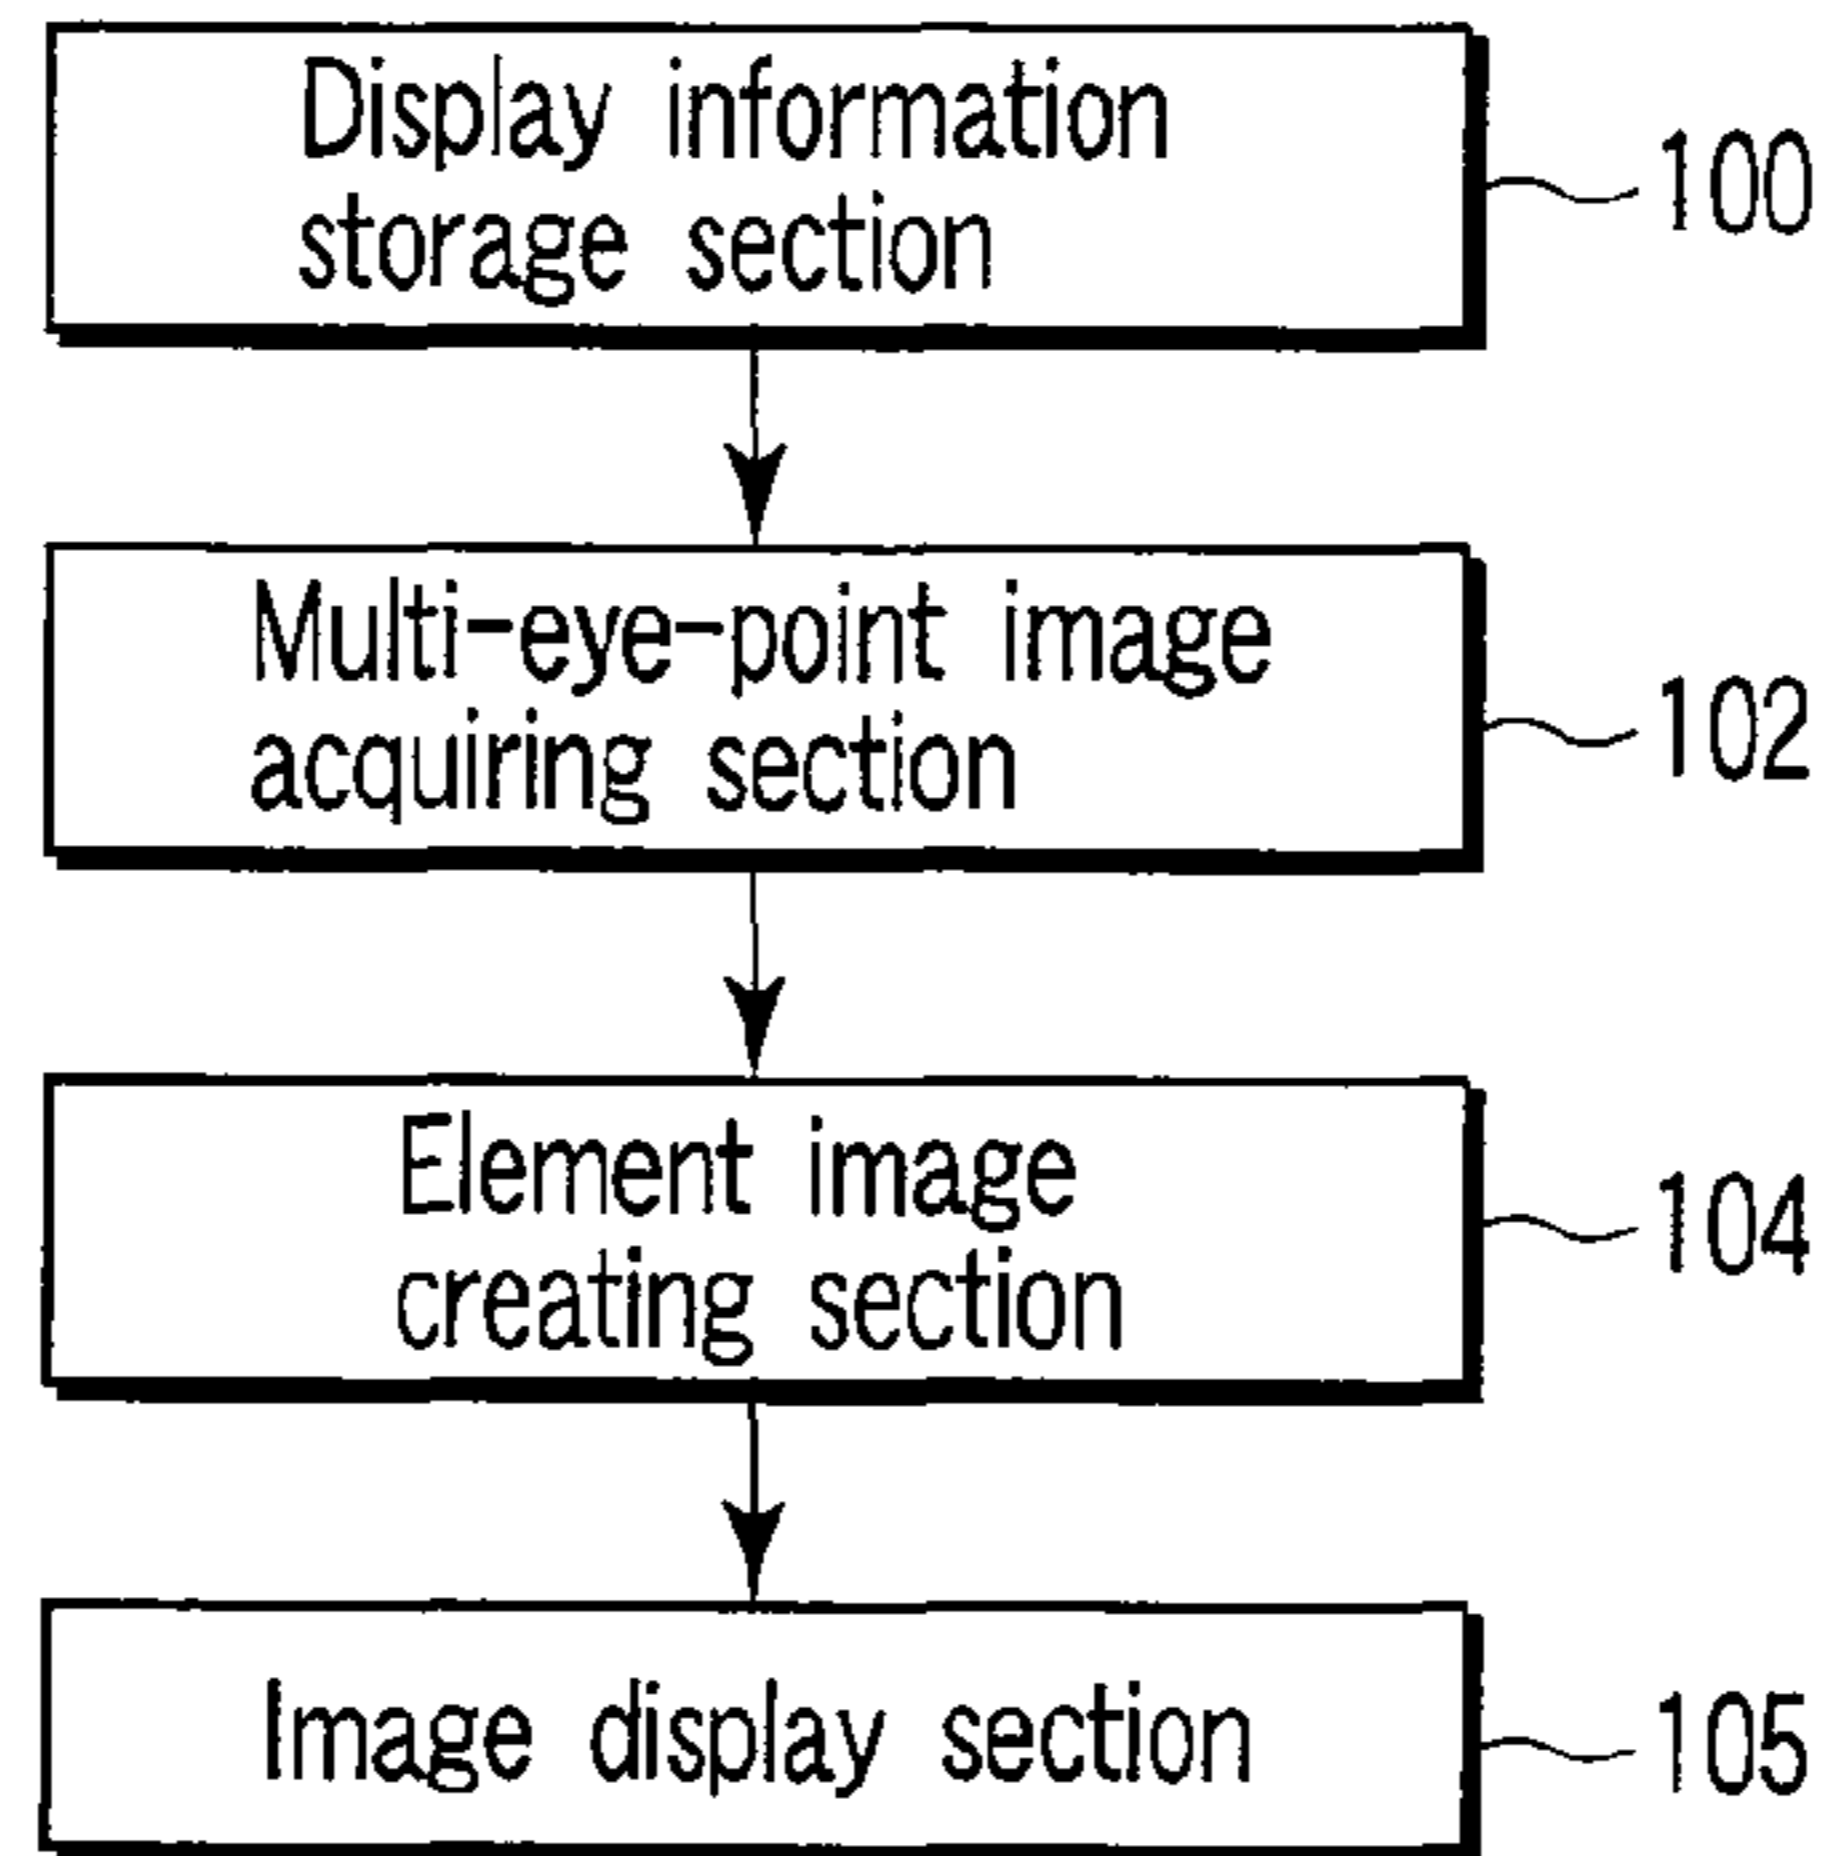 Display information
storage section
100
Multi-eye-point image
acquiring section
102
Element image
creating section
104
Image display section
105